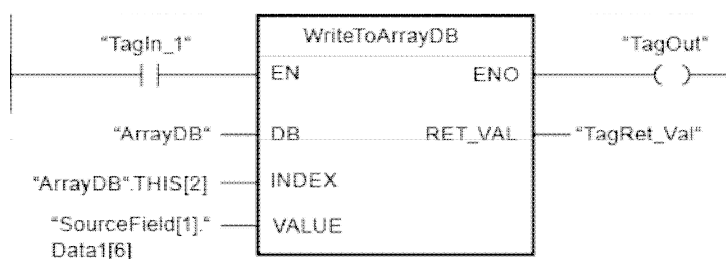 WriteToArrayDB
"TagIn_1"
"TagOut"
EN
ENO
"ArrayDB"
DB
RET_VAL
"TagRet_Val"
"ArrayDB".THIS[2]
INDEX
"SourceField[1]."
VALUE
Data1[6]